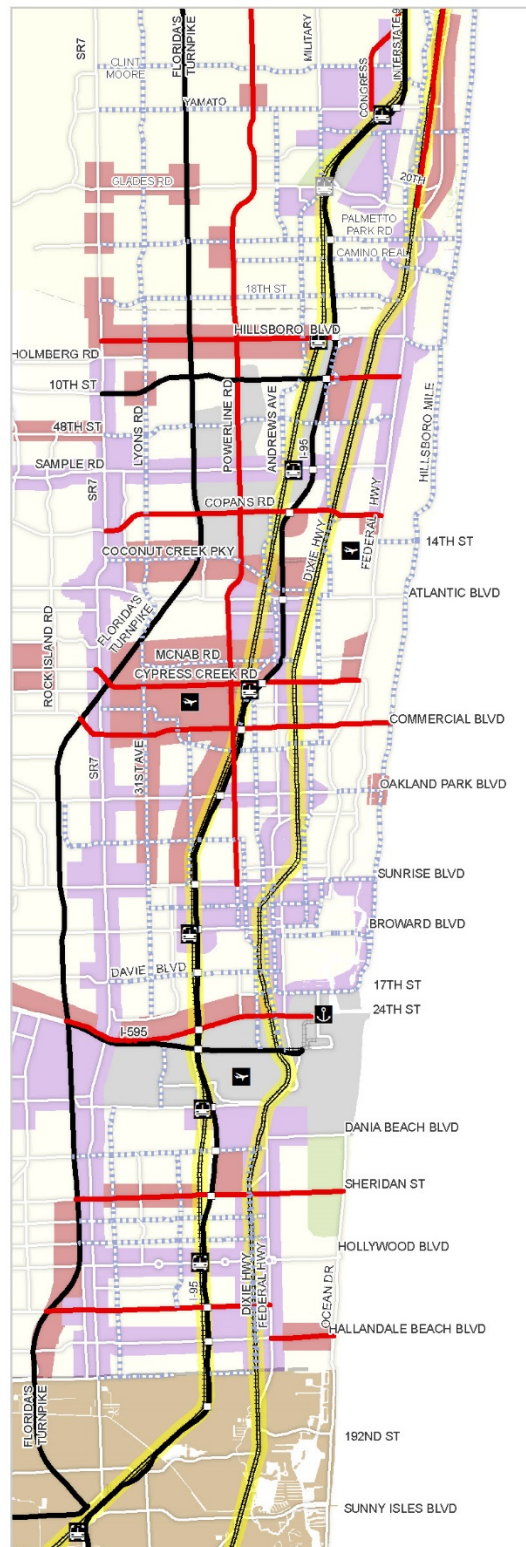 SR7
FLORIDA'S
TURNPIKE
MILITARY
CONGRESS
INTERSTATE 9
CLINT
MOORE
YAMATO
GLADES RD
20TH
PALMETTO
PARK RD
CAMINO REAL
18TH ST
HILLSBORO BLVD
HOLMBERG RD
10TH ST
LYONS RD
POWERLINE RD
ANDREWS AVE
HILLSBORO MILE
48TH ST
I-95
SAMPLE RD
SR7
COPANS RD
DIXIE HWY
FEDERAL HWY
14TH ST
COCONUT CREEK PKY
ATLANTIC BLVD
FLORIDA'S
TURNPIKE
ROCK ISLAND RD
MCNAB RD
CYPRESS CREEK RD
COMMERCIAL BLVD
SR7
31ST AVE
OAKLAND PARK BLVD
SUNRISE BLVD
BROWARD BLVD
DAVIE BLVD
17TH ST
24TH ST
I-595
DANIA BEACH BLVD
SHERIDAN ST
HOLLYWOOD BLVD
I-95
DIXIE HWY
FEDERAL HWY
OCEAN DR
HALLANDALE BEACH BLVD
FLORIDA'S
TURNPIKE
192ND ST
SUNNY ISLES BLVD